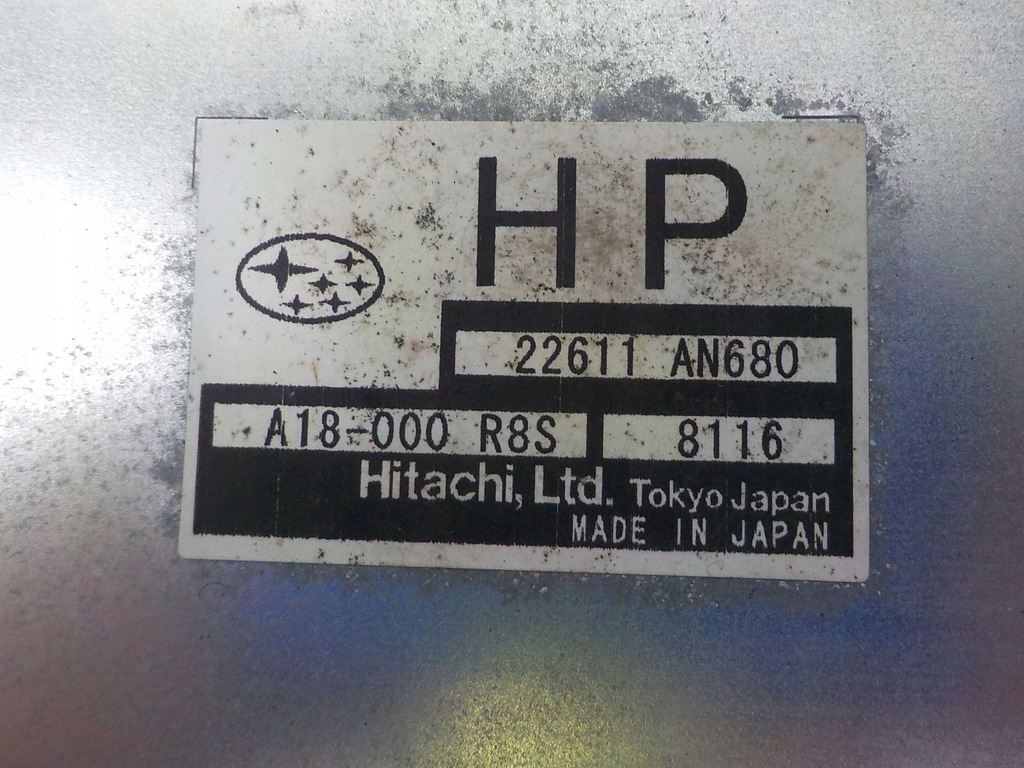 HP
22611 AN680
A18-000 R8S 8116
Hitachi, Ltd. Tokyo Japan
MADE IN JAPAN